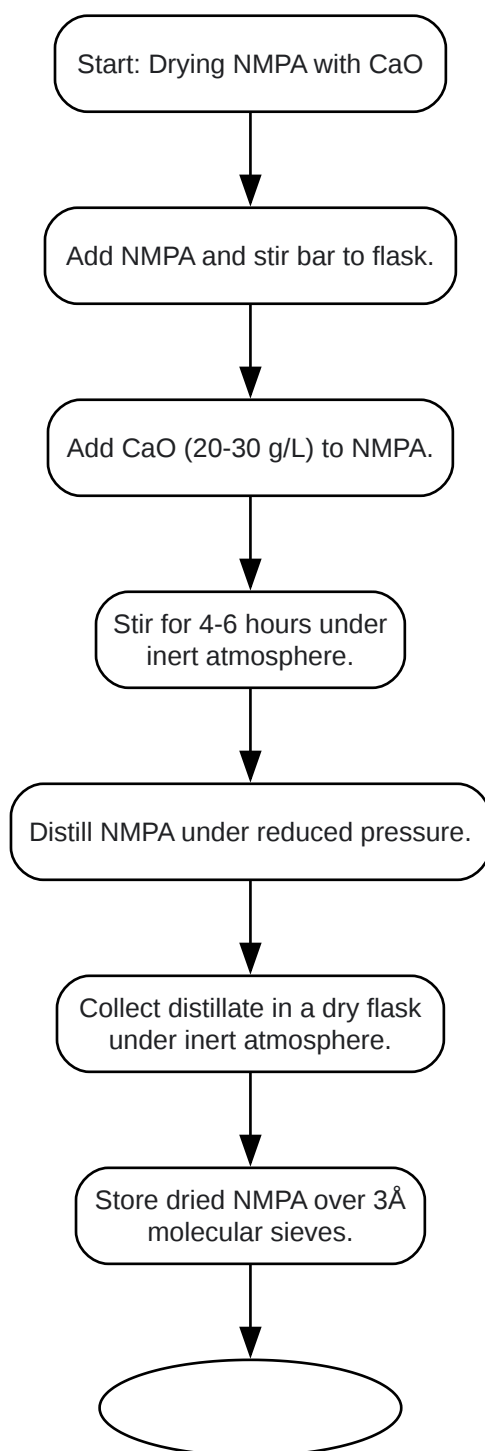 Start: Drying NMPA with CaO
Add NMPA and stir bar to flask.
Add CaO (20-30 g/L) to NMPA.
Stir for 4-6 hours under
inert atmosphere.
Distill NMPA under reduced pressure.
Collect distillate in a dry flask
under inert atmosphere.
Store dried NMPA over 3Å
molecular sieves.